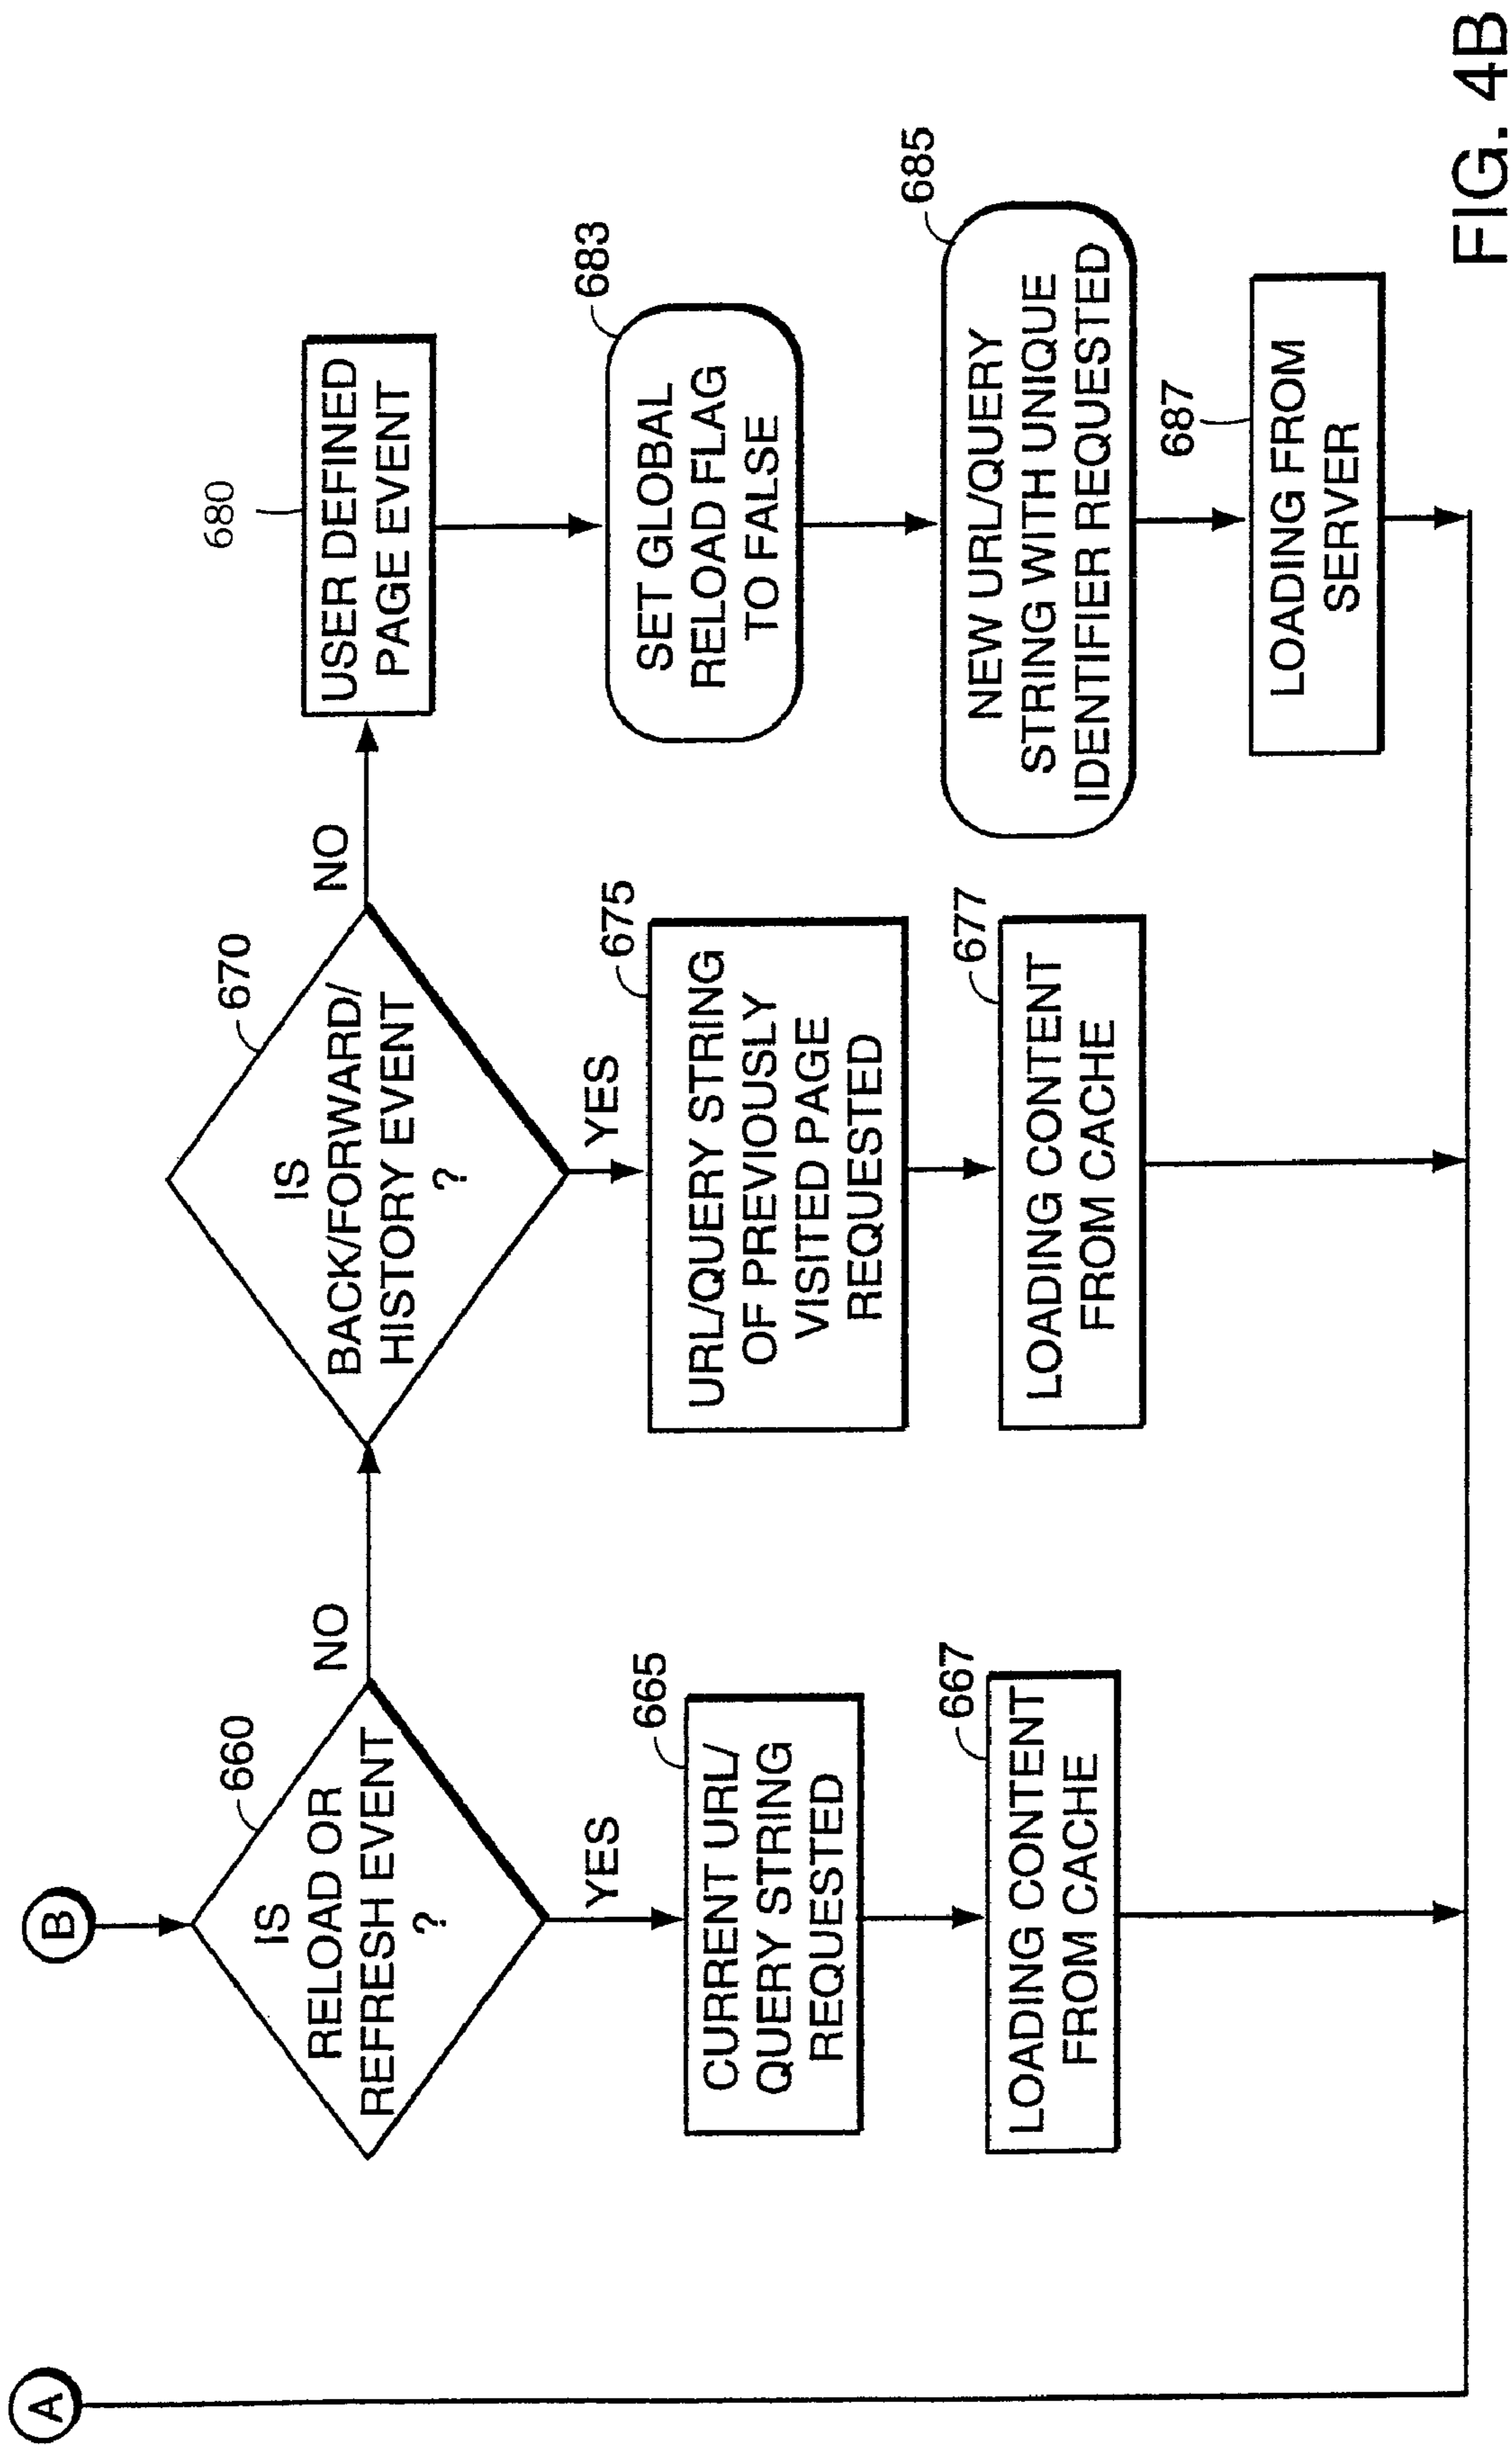 A
B
660
IS
RELOAD OR
REFRESH EVENT
?
NO
YES
665
CURRENT URL/
QUERY STRING
REQUESTED
667
LOADING CONTENT
FROM CACHE
670
IS
BACK/FORWARD/
HISTORY EVENT
?
NO
YES
675
URL/QUERY STRING
OF PREVIOUSLY
VISITED PAGE
REQUESTED
677
LOADING CONTENT
FROM CACHE
680
USER DEFINED
PAGE EVENT
683
SET GLOBAL
RELOAD FLAG
TO FALSE
685
NEW URL/QUERY
STRING WITH UNIQUE
IDENTIFIER REQUESTED
687
LOADING FROM
SERVER
FIG. 4B